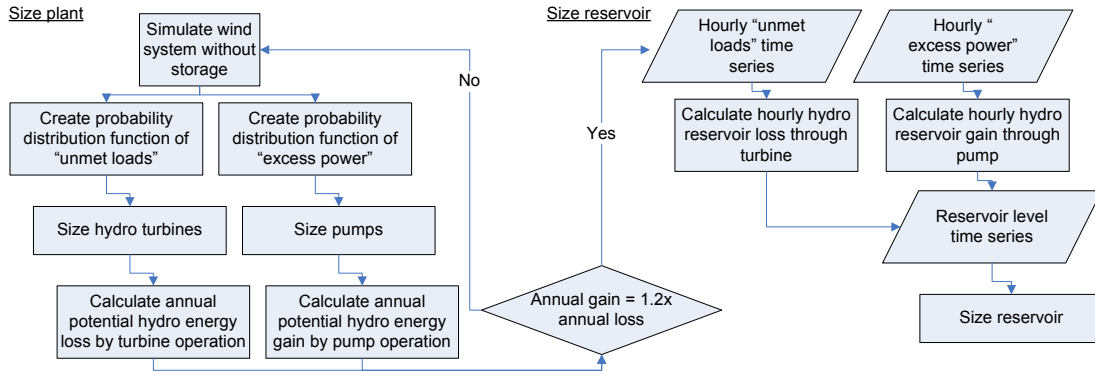 Size plant
Simulate wind
system without
storage
Create probability
distribution function of
“unmet loads”
Create probability
distribution function of
“excess power”
Size hydro turbines
Size pumps
Calculate annual
potential hydro energy
loss by turbine operation
Calculate annual
potential hydro energy
gain by pump operation
No
Annual gain = 1.2x
annual loss
Yes
Size reservoir
Hourly “unmet
loads” time
series
Hourly “
excess power”
time series
Calculate hourly hydro
reservoir loss through
turbine
Calculate hourly hydro
reservoir gain through
pump
Reservoir level
time series
Size reservoir